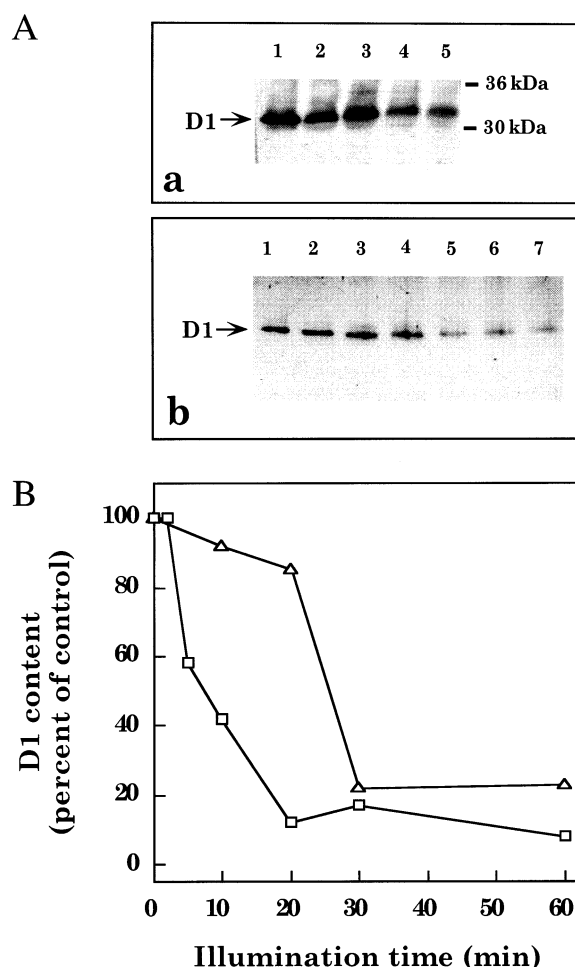 A
1 2 3 4 5
36 kDa
D1
30 kDa
a
1 2 3 4 5 6 7
D1
b
B
D1 content
(percent of control)
100
80
60
40
20
0
0 10 20 30 40 50 60
Illumination time (min)